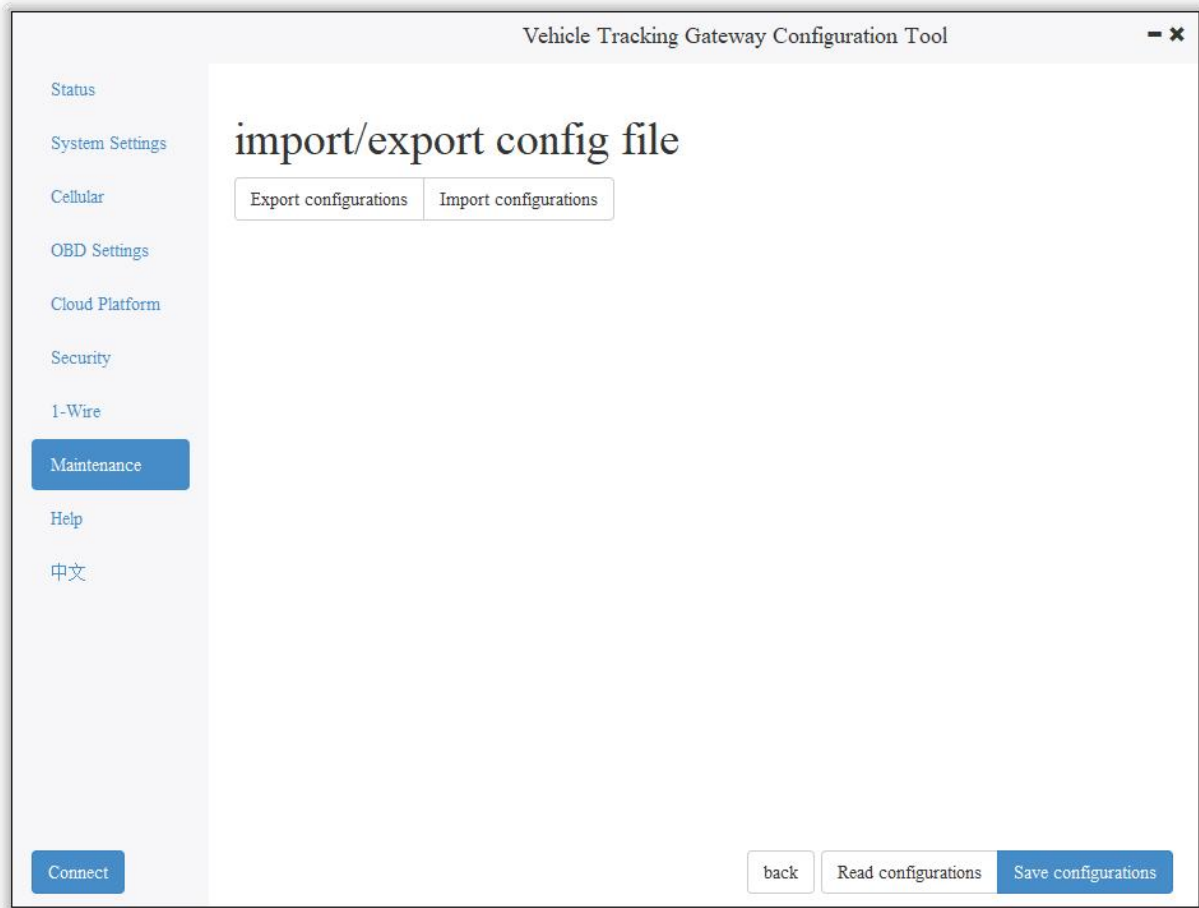 Vehicle Tracking Gateway Configuration Tool
Status
System Settings
Cellular
OBD Settings
Cloud Platform
Security
1-Wire
Maintenance
Help
中文
Connect
import/export config file
Export configurations Import configurations
back Read configurations Save configurations